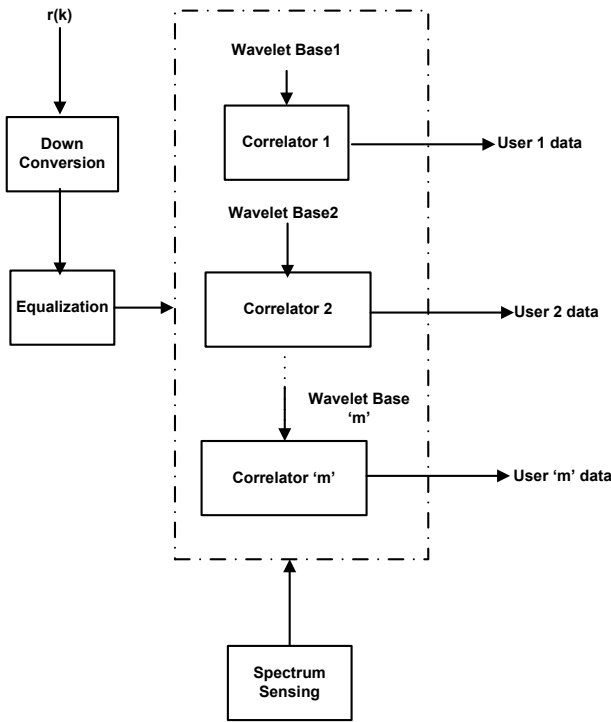 r(k)
Wavelet Base1
Down
Conversion
Correlator 1
User 1 data
Wavelet Base2
Equalization
Correlator 2
User 2 data
Wavelet Base
‘m’
Correlator ‘m’
User ‘m’ data
Spectrum
Sensing